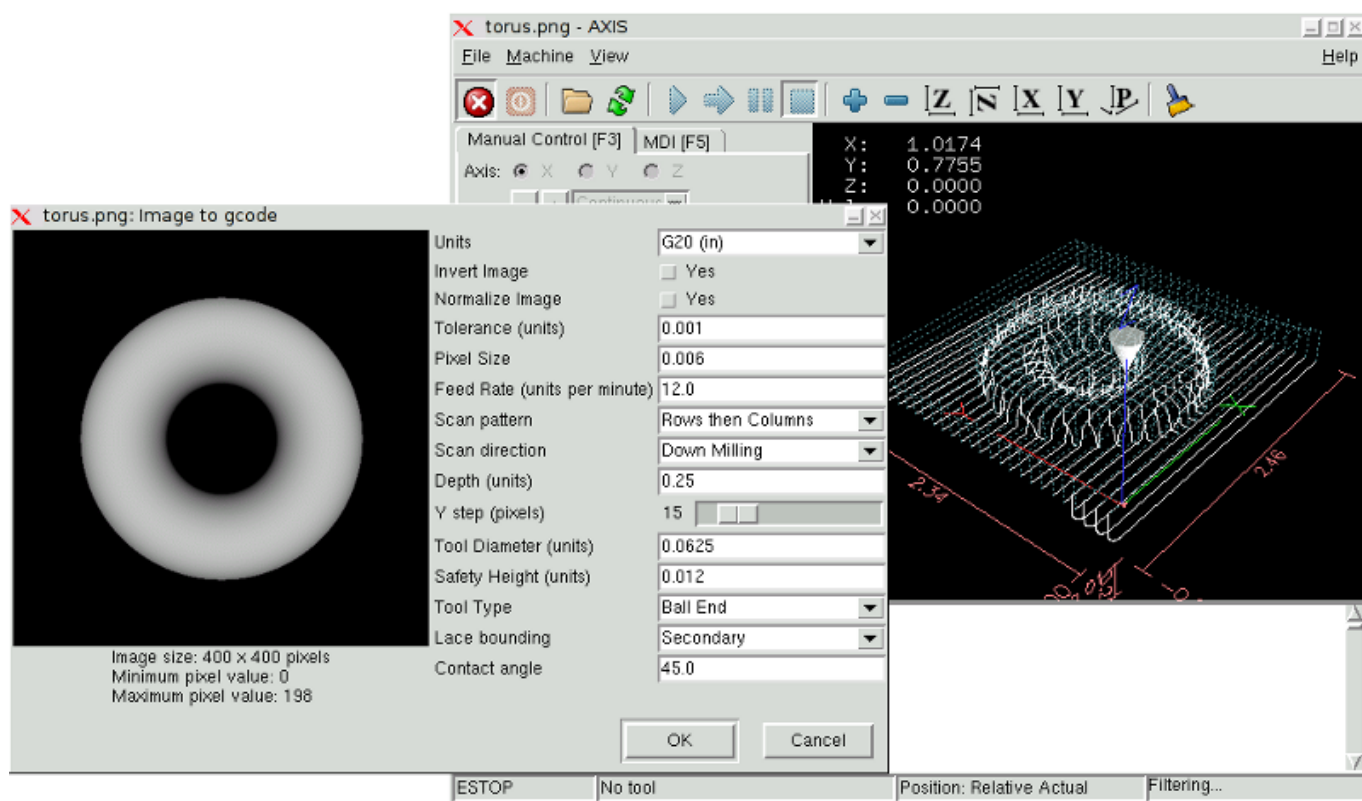 torus.png - AXIS
File Machine View Help
Z N X Y P
Manual Control [F3] MDI [F5]
Axis: X Y Z
Continuous
X: 1.0174
Y: 0.7755
Z: 0.0000
0.0000
2.34
2.46
torus.png: Image to gcode
Units G20 (in)
Invert Image Yes
Normalize Image Yes
Tolerance (units) 0.001
Pixel Size 0.006
Feed Rate (units per minute) 12.0
Scan pattern Rows then Columns
Scan direction Down Milling
Depth (units) 0.25
Y step (pixels) 15
Tool Diameter (units) 0.0625
Safety Height (units) 0.012
Tool Type Ball End
Lace bounding Secondary
Contact angle 45.0
Image size: 400 x 400 pixels
Minimum pixel value: 0
Maximum pixel value: 198
OK Cancel
ESTOP No tool Position: Relative Actual Filtering...